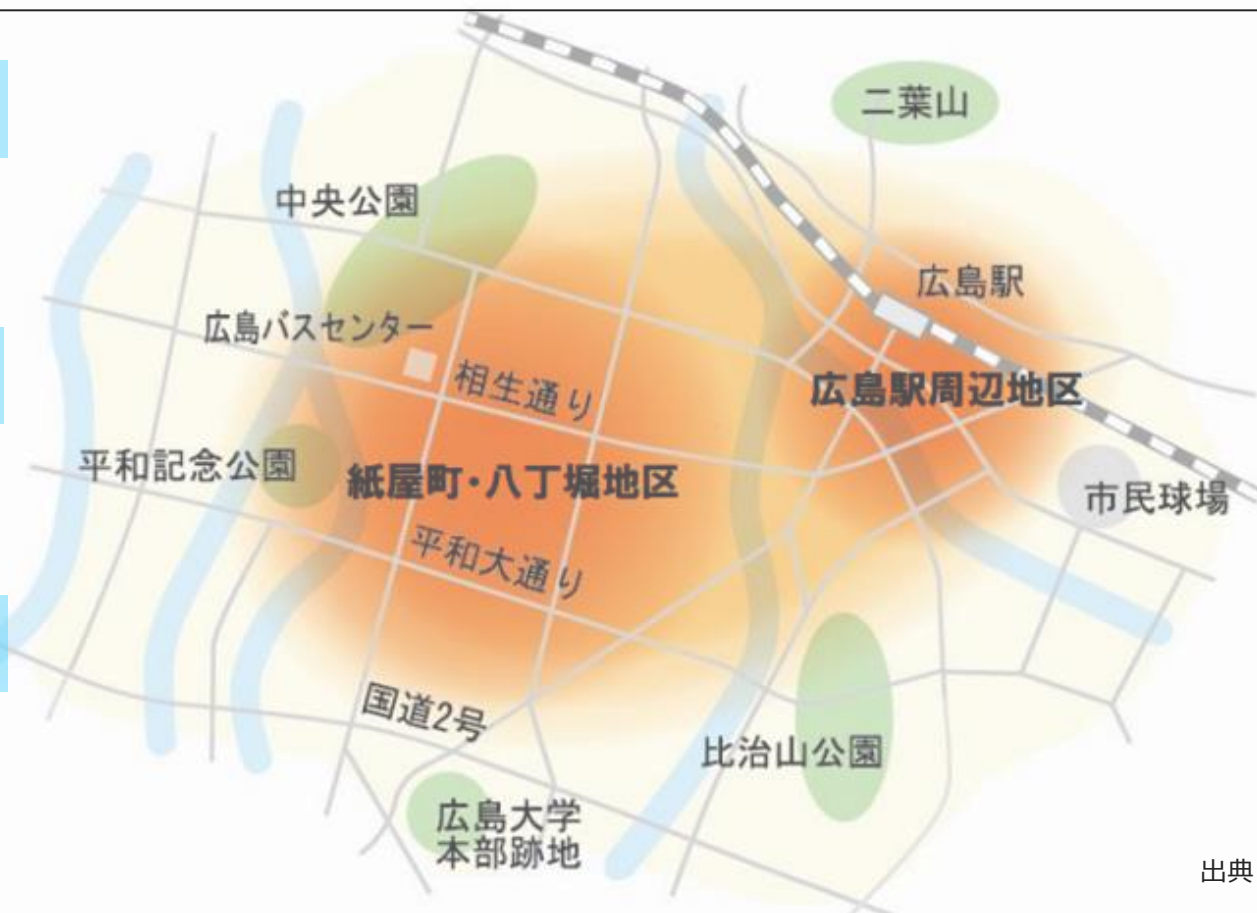 二葉山
中央公園
広島駅
広島バスセンター
相生通り
広島駅周辺地区
平和記念公園
紙屋町・八丁堀地区
市民球場
平和大通り
国道2号
比治山公園
広島大学
本部跡地
出典